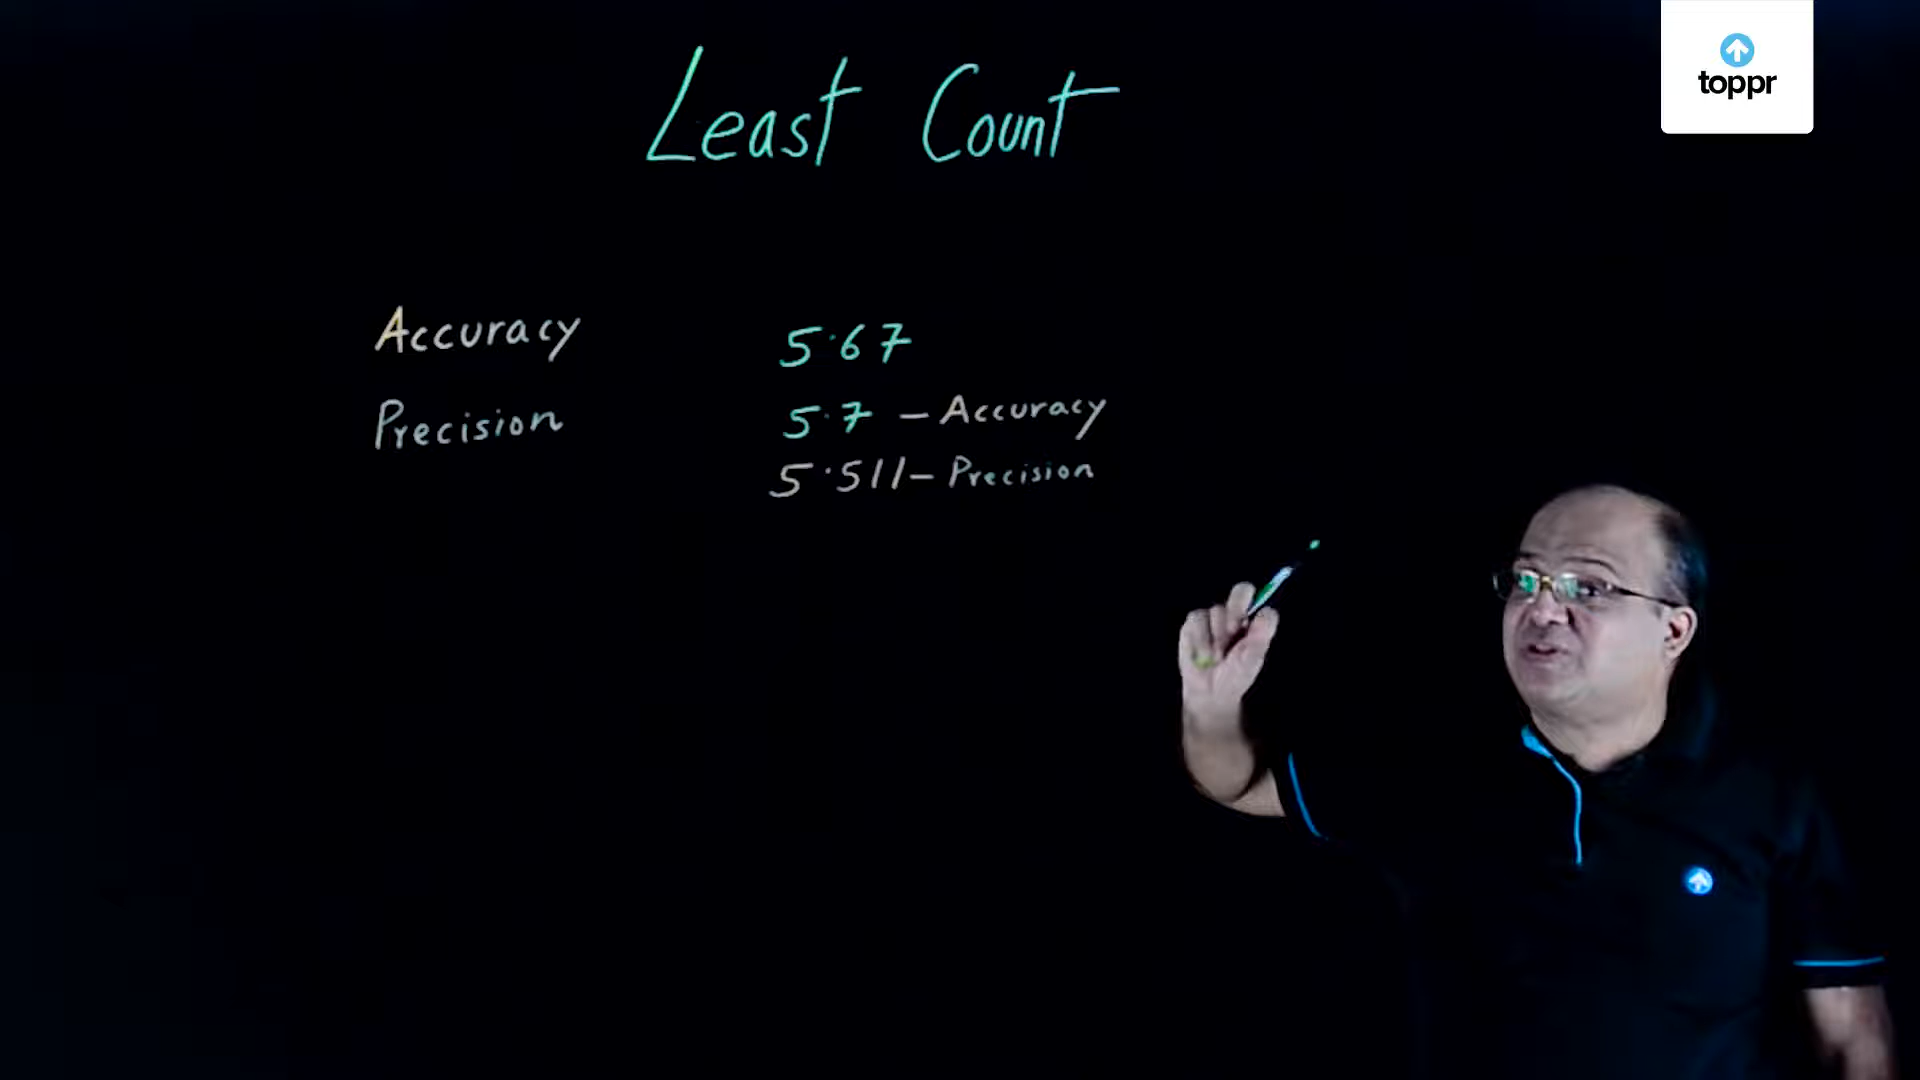 Least Count
toppr
Accuracy
5·67
Precision
5·7 – Accuracy
5·511 – Precision